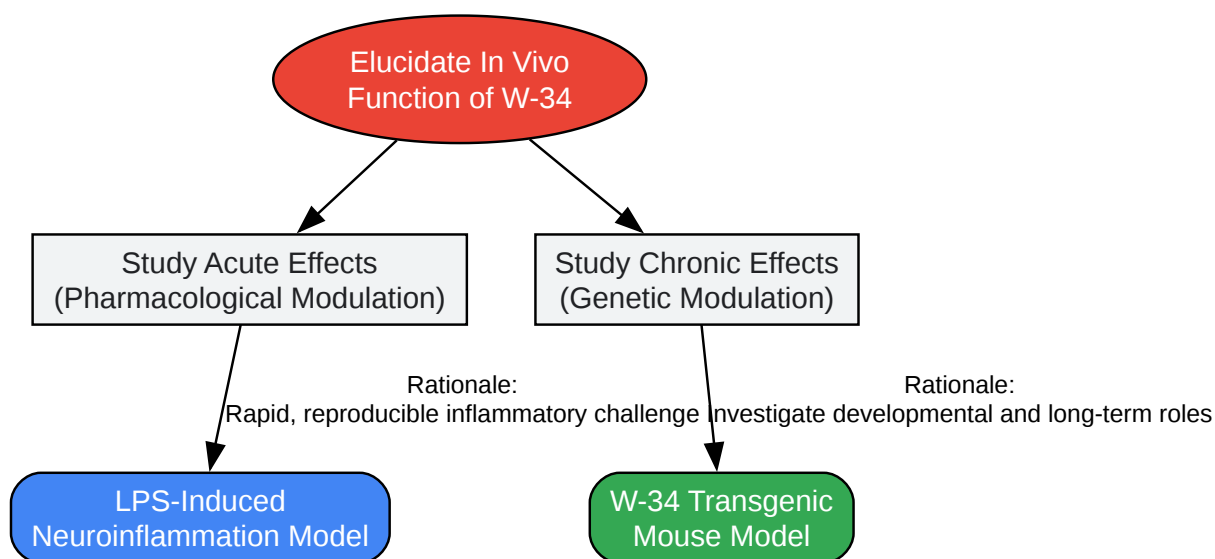 Elucidate In Vivo
Function of W-34
Study Acute Effects
(Pharmacological Modulation)
Study Chronic Effects
(Genetic Modulation)
Rationale:
Rapid, reproducible inflammatory challenge
Rationale:
Investigate developmental and long-term roles
LPS-Induced
Neuroinflammation Model
W-34 Transgenic
Mouse Model